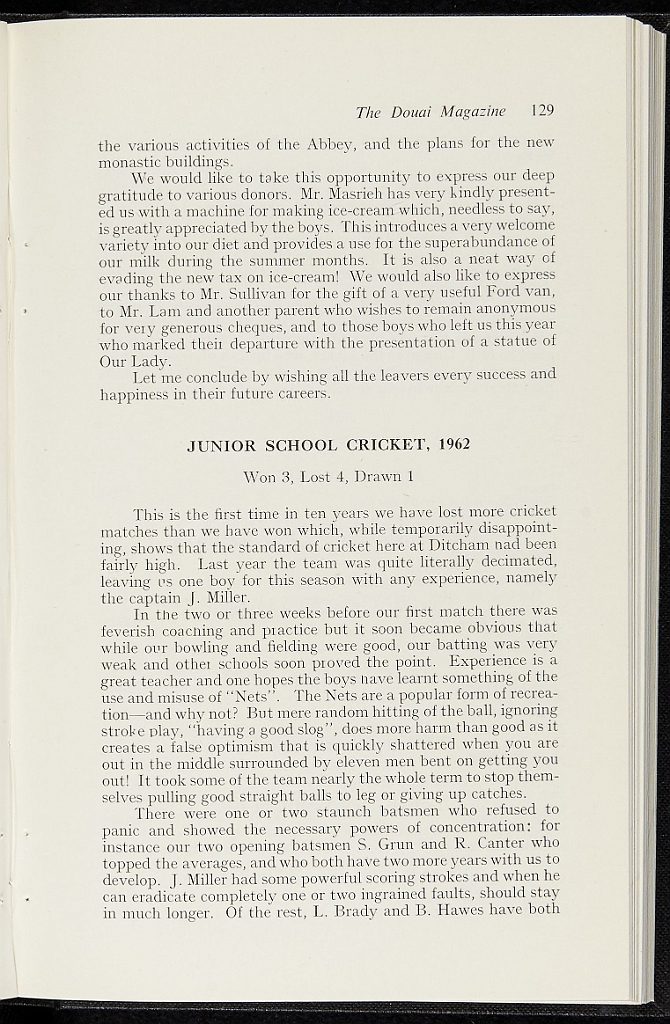 The Douai Magazine 129
the various activities of the Abbey, and the plans for the new
monastic buildings.
We would like to take this opportunity to express our deep
gratitude to various donors. Mr. Masrieh has very kindly present-
ed us with a machine for making ice-cream which, needless to say,
is greatly appreciated by the boys. This introduces a very welcome
variety into our diet and provides a use for the superabundance of
our milk during the summer months. It is also a neat way of
evading the new tax on ice-cream! We would also like to express
our thanks to Mr. Sullivan for the gift of a very useful Ford van,
to Mr. Lam and another parent who wishes to remain anonymous
for very generous cheques, and to those boys who left us this year
who marked their departure with the presentation of a statue of
Our Lady.
Let me conclude by wishing all the leavers every success and
happiness in their future careers.
JUNIOR SCHOOL CRICKET, 1962
Won 3, Lost 4, Drawn 1
This is the first time in ten years we have lost more cricket
matches than we have won which, while temporarily disappoint-
ing, shows that the standard of cricket here at Ditcham had been
fairly high. Last year the team was quite literally decimated,
leaving us one boy for this season with any experience, namely
the captain J. Miller.
In the two or three weeks before our first match there was
feverish coaching and practice but it soon became obvious that
while our bowling and fielding were good, our batting was very
weak and other schools soon proved the point. Experience is a
great teacher and one hopes the boys have learnt something of the
use and misuse of "Nets". The Nets are a popular form of recrea-
tion—and why not? But mere random hitting of the ball, ignoring
stroke play, "having a good slog", does more harm than good as it
creates a false optimism that is quickly shattered when you are
out in the middle surrounded by eleven men bent on getting you
out! It took some of the team nearly the whole term to stop them-
selves pulling good straight balls to leg or giving up catches.
There were one or two staunch batsmen who refused to
panic and showed the necessary powers of concentration: for
instance our two opening batsmen S. Grun and R. Canter who
topped the averages, and who both have two more years with us to
develop. J. Miller had some powerful scoring strokes and when he
can eradicate completely one or two ingrained faults, should stay
in much longer. Of the rest, L. Brady and B. Hawes have both